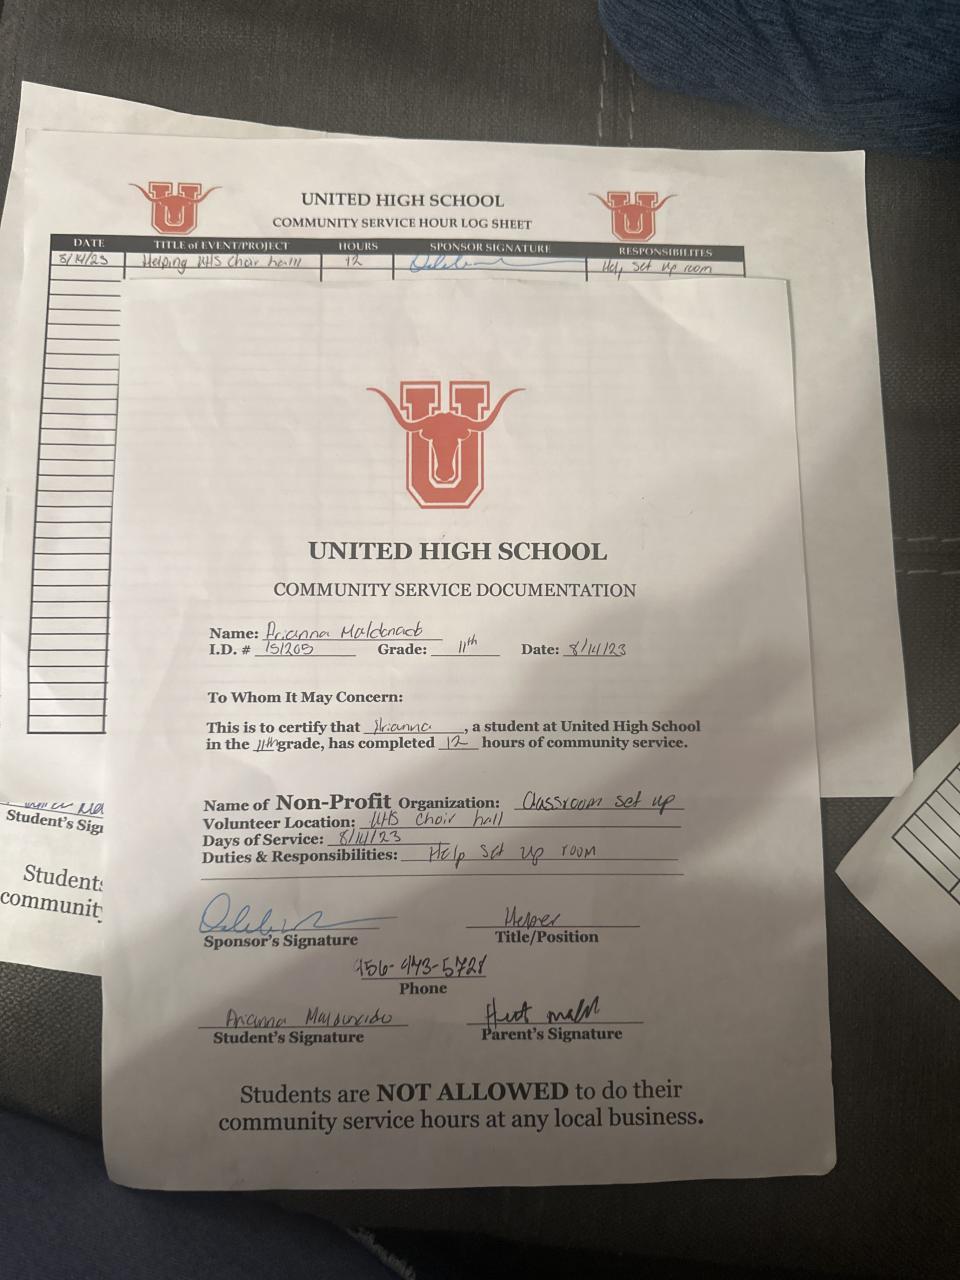 UNITED HIGH SCHOOL
COMMUNITY SERVICE HOUR LOG SHEET
DATE TITLE of EVENT/PROJECT HOURS SPONSOR SIGNATURE RESPONSIBILITES
8/14/23 Helping UHS Choir hall 12 Help set up room
U
UNITED HIGH SCHOOL
COMMUNITY SERVICE DOCUMENTATION
Name: Arianna Maldonado
I.D. # 151205 Grade: 11th Date: 8/14/23
To Whom It May Concern:
This is to certify that Arianna, a student at United High School
in the 11th grade, has completed 12 hours of community service.
Name of Non-Profit Organization: Classroom set up
Volunteer Location: UHS Choir hall
Days of Service: 8/14/23
Duties & Responsibilities: Help set up room
Helper
Sponsor's Signature Title/Position
956-473-5728
Phone
Arianna Maldonado
Student's Signature Parent's Signature
Students are NOT ALLOWED to do their
community service hours at any local business.
Student's Sig
Students
community